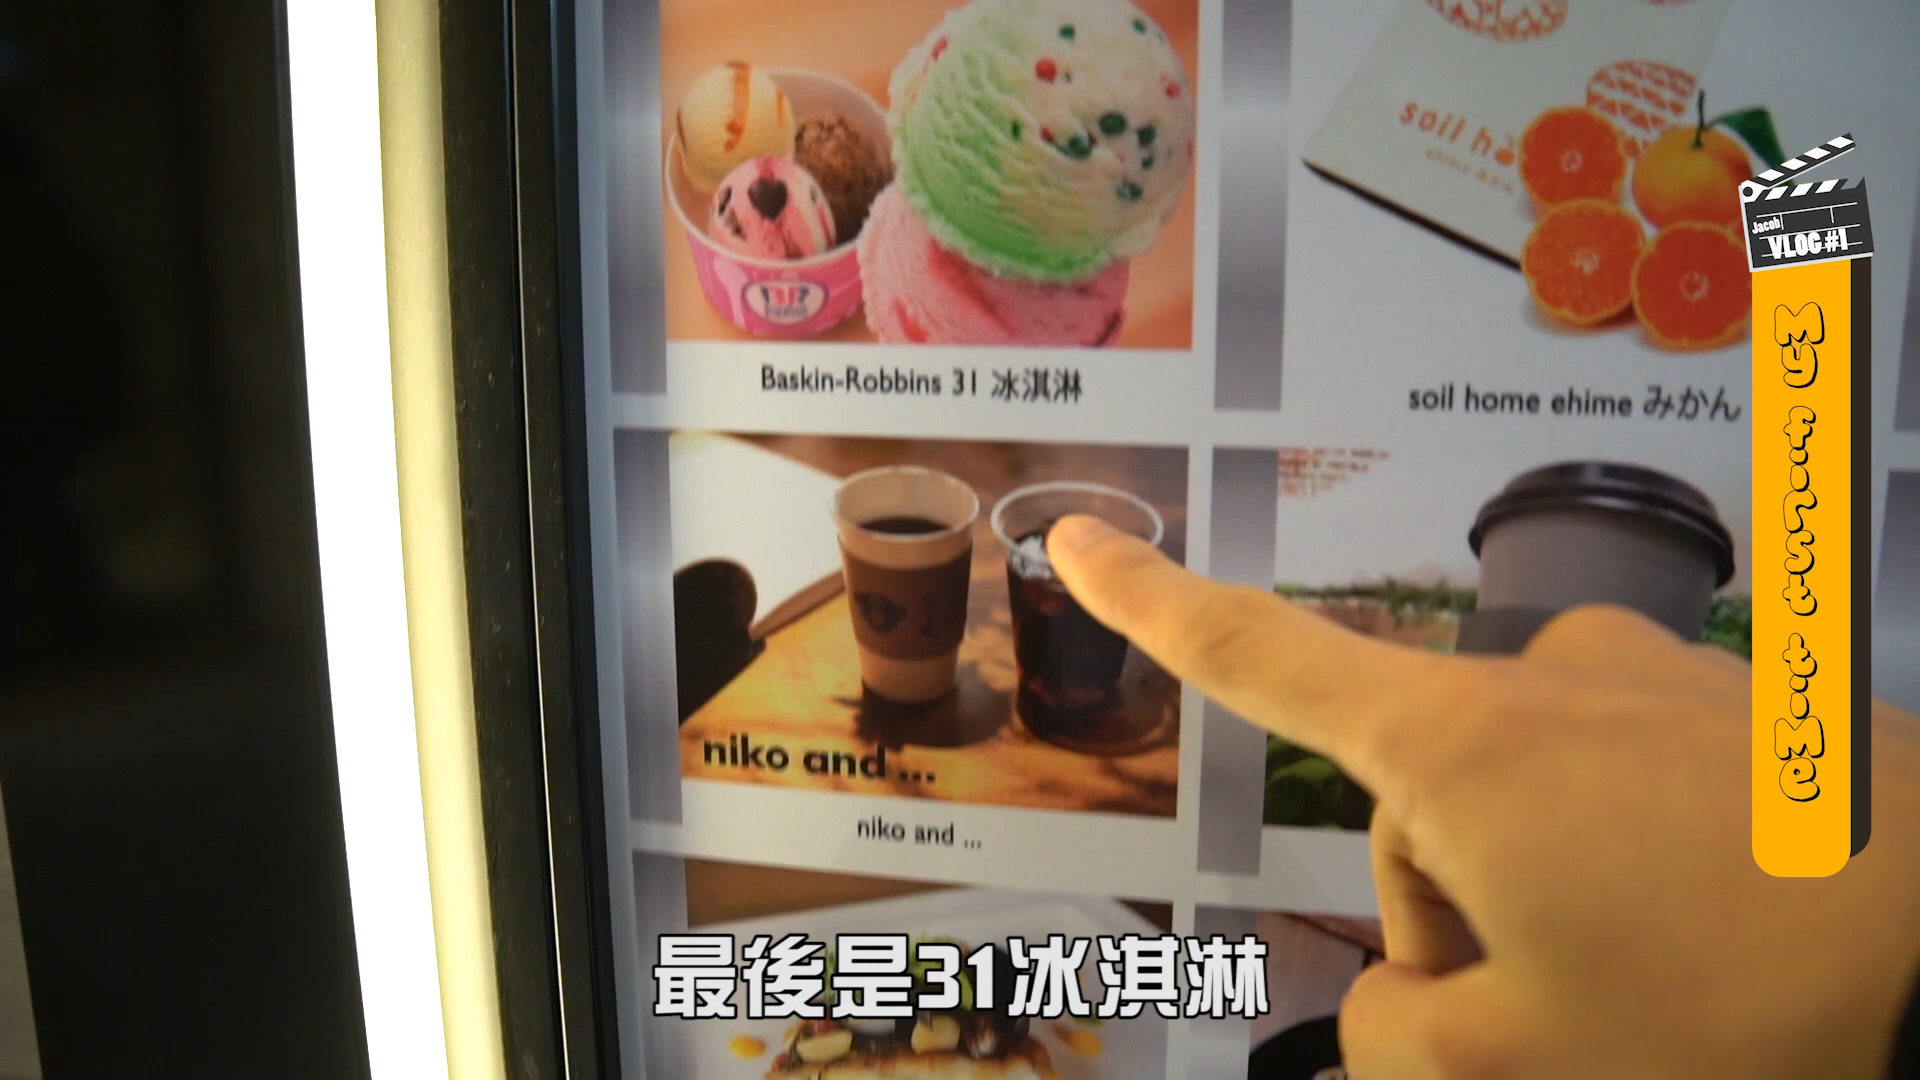 soil h
Jacob
VLOG #1
Baskin-Robbins 31 冰淇淋
soil home ehime みかん
niko and ...
niko and ...
最後是31冰淇淋